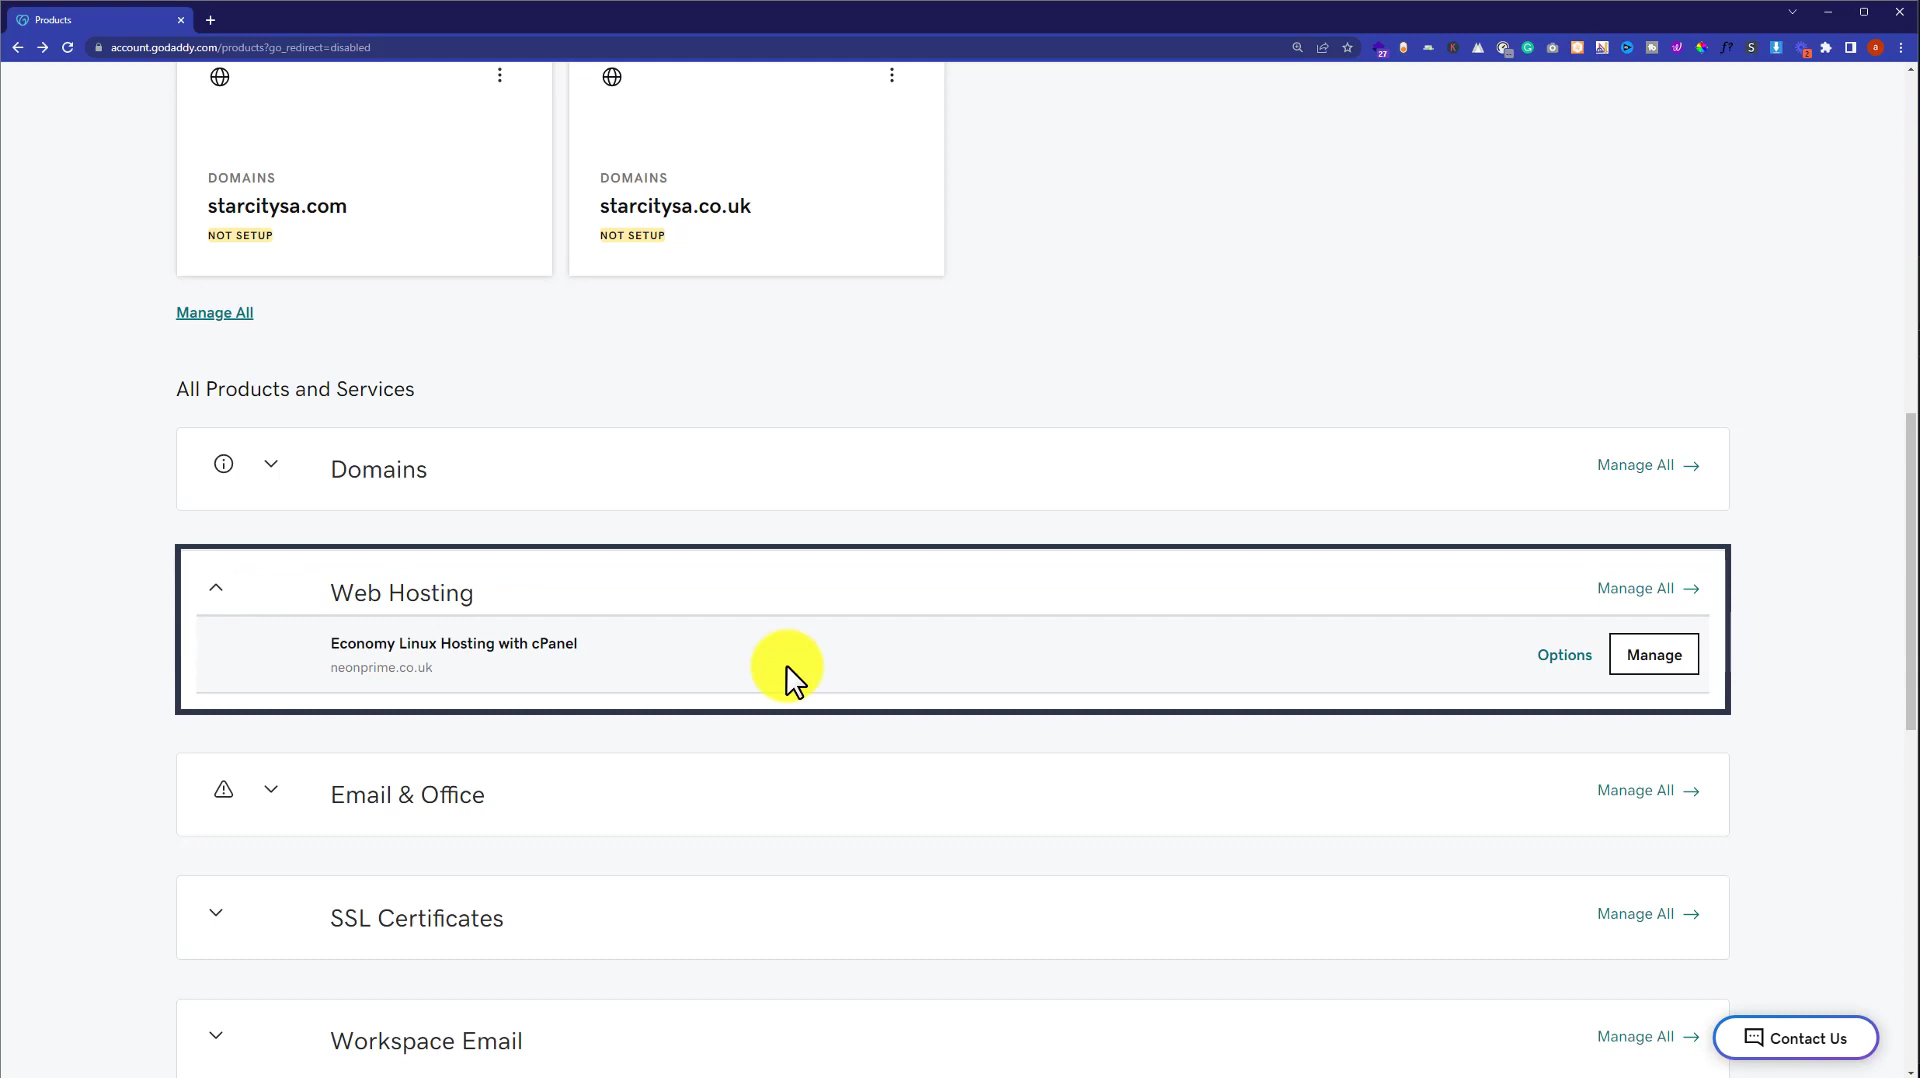 Products
account.godaddy.com/products?go_redirect=disabled
27
K
f?
S
2
a
DOMAINS
starcitysa.com
NOT SETUP
DOMAINS
starcitysa.co.uk
NOT SETUP
Manage All
All Products and Services
Domains
Manage All
Web Hosting
Manage All
Economy Linux Hosting with cPanel
neonprime.co.uk
Options
Manage
Email & Office
Manage All
SSL Certificates
Manage All
Workspace Email
Manage All
Contact Us